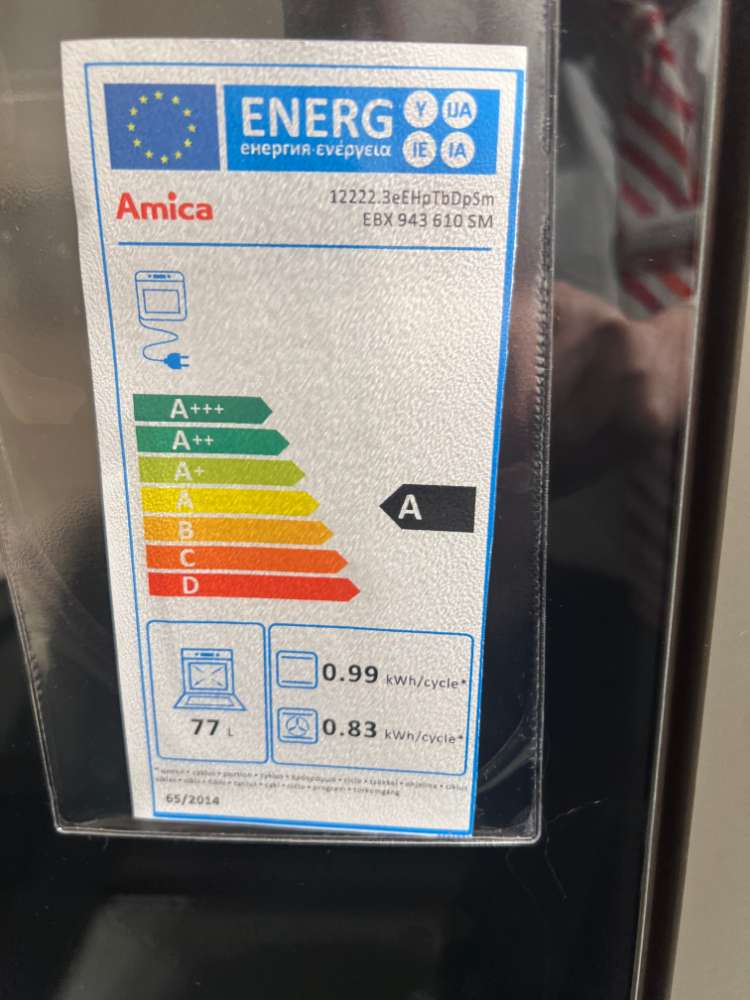 ENERG Y UA
енергия·ενέργεια IE IA
Amica
12222.3eEHpTbDpSm
EBX 943 610 SM
A+++
A++
A+
A
A
B
C
D
77 L
0.99 kWh/cycle*
0.83 kWh/cycle*
65/2014